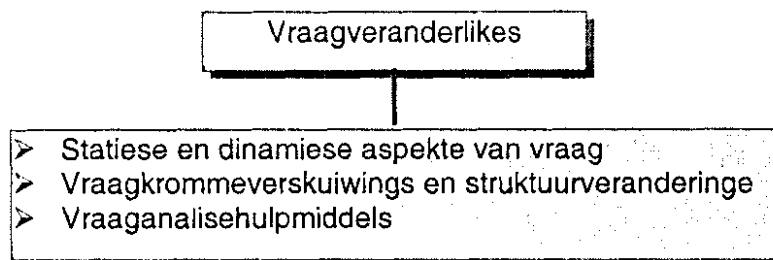 Vraagveranderlikes
➢ Statiese en dinamiese aspekte van vraag
➢ Vraagkrommeverskuiwings en struktuurveranderinge
➢ Vraaganalisehulpmiddels